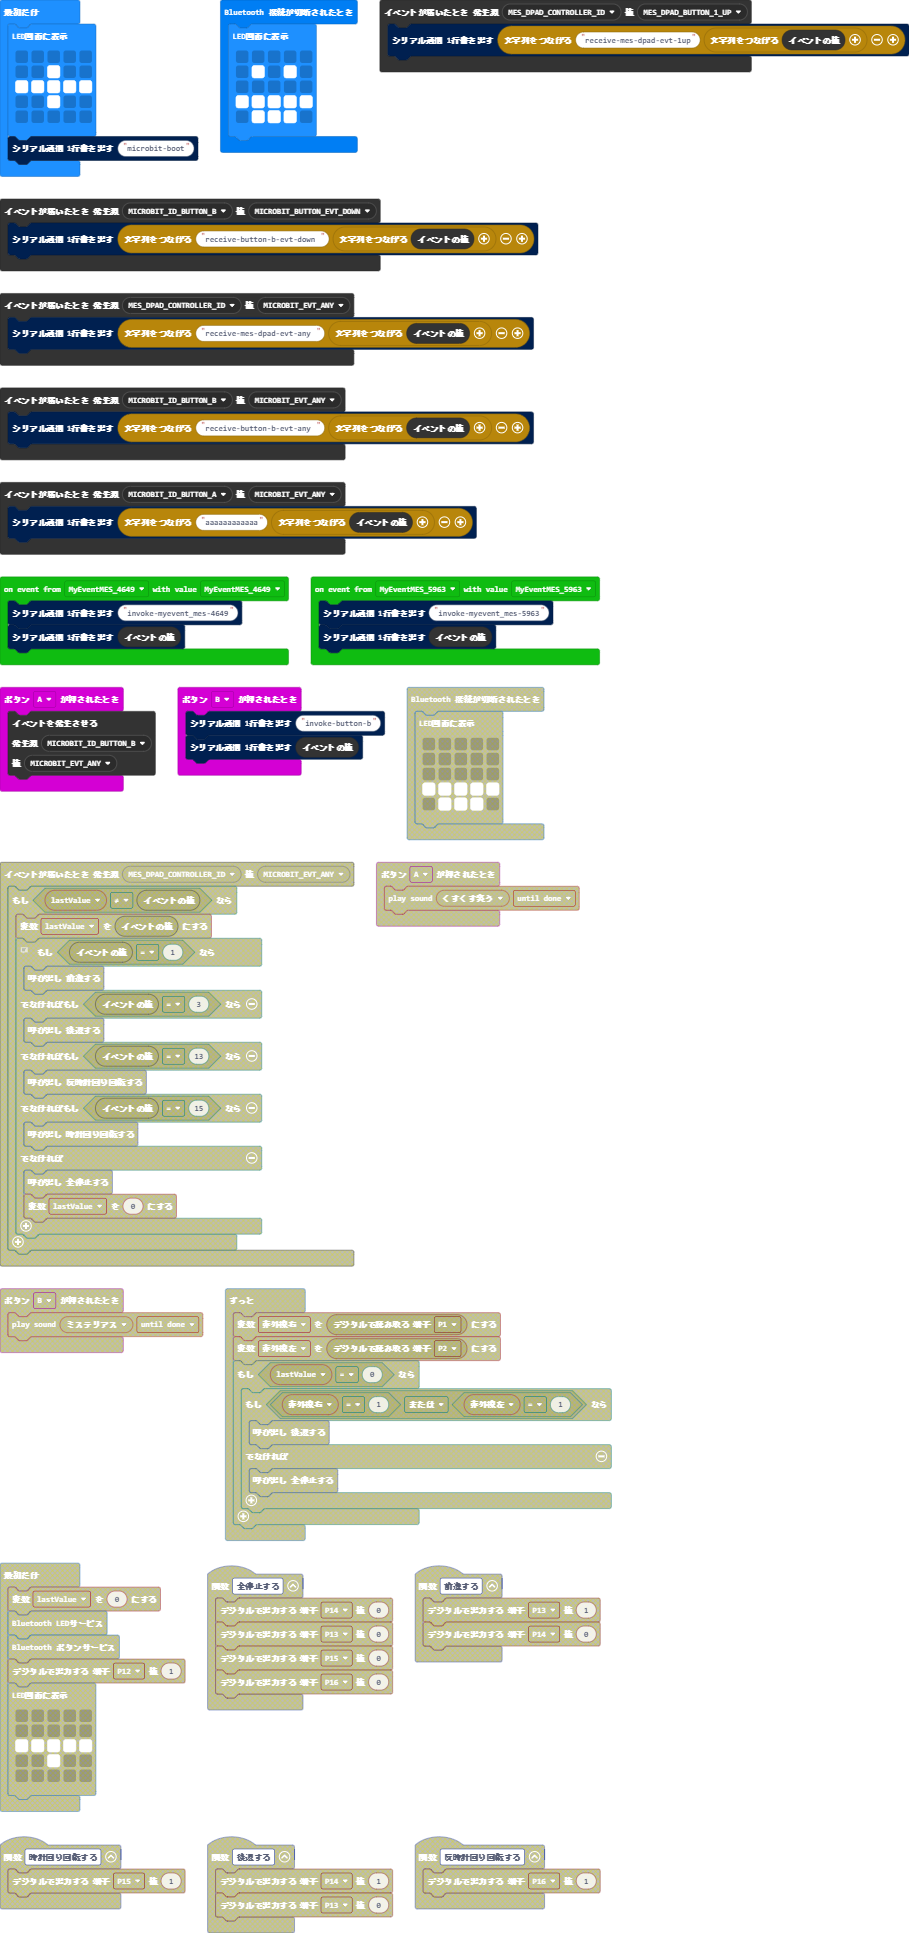 最初だけ
LED画面に表示
シリアル通信 1行書き出す "microbit-boot"
Bluetooth 接続が切断されたとき
LED画面に表示
イベントが届いたとき 発生源 MES_DPAD_CONTROLLER_ID 値 MES_DPAD_BUTTON_1_UP
シリアル通信 1行書き出す 文字列をつなげる "receive-mes-dpad-evt-1up" 文字列をつなげる イベントの値
イベントが届いたとき 発生源 MICROBIT_ID_BUTTON_B 値 MICROBIT_BUTTON_EVT_DOWN
シリアル通信 1行書き出す 文字列をつなげる "receive-button-b-evt-down " 文字列をつなげる イベントの値
イベントが届いたとき 発生源 MES_DPAD_CONTROLLER_ID 値 MICROBIT_EVT_ANY
シリアル通信 1行書き出す 文字列をつなげる "receive-mes-dpad-evt-any " 文字列をつなげる イベントの値
イベントが届いたとき 発生源 MICROBIT_ID_BUTTON_B 値 MICROBIT_EVT_ANY
シリアル通信 1行書き出す 文字列をつなげる "receive-button-b-evt-any " 文字列をつなげる イベントの値
イベントが届いたとき 発生源 MICROBIT_ID_BUTTON_A 値 MICROBIT_EVT_ANY
シリアル通信 1行書き出す 文字列をつなげる "aaaaaaaaaaaa" 文字列をつなげる イベントの値
on event from MyEventMES_4649 with value MyEventMES_4649
シリアル通信 1行書き出す "invoke-myevent_mes-4649"
シリアル通信 1行書き出す イベントの値
on event from MyEventMES_5963 with value MyEventMES_5963
シリアル通信 1行書き出す "invoke-myevent_mes-5963"
シリアル通信 1行書き出す イベントの値
ボタン A が押されたとき
イベントを発生させる
発生源 MICROBIT_ID_BUTTON_B
値 MICROBIT_EVT_ANY
ボタン B が押されたとき
シリアル通信 1行書き出す "invoke-button-b"
シリアル通信 1行書き出す イベントの値
Bluetooth 接続が切断されたとき
LED画面に表示
イベントが届いたとき 発生源 MES_DPAD_CONTROLLER_ID 値 MICROBIT_EVT_ANY
もし lastValue ≠ イベントの値 なら
変数 lastValue を イベントの値 にする
もし イベントの値 = 1 なら
呼び出し 前進する
でなければもし イベントの値 = 3 なら
呼び出し 後退する
でなければもし イベントの値 = 13 なら
呼び出し 反時計回り回転する
でなければもし イベントの値 = 15 なら
呼び出し 時計回り回転する
でなければ
呼び出し 全停止する
変数 lastValue を 0 にする
ボタン A が押されたとき
play sound くすくす笑う until done
ボタン B が押されたとき
play sound ミステリアス until done
ずっと
変数 赤外線右 を デジタルで読み取る 端子 P1 にする
変数 赤外線左 を デジタルで読み取る 端子 P2 にする
もし lastValue = 0 なら
もし 赤外線右 = 1 または 赤外線左 = 1 なら
呼び出し 後退する
でなければ
呼び出し 全停止する
最初だけ
変数 lastValue を 0 にする
Bluetooth LEDサービス
Bluetooth ボタンサービス
デジタルで出力する 端子 P12 値 1
LED画面に表示
関数 全停止する
デジタルで出力する 端子 P14 値 0
デジタルで出力する 端子 P13 値 0
デジタルで出力する 端子 P15 値 0
デジタルで出力する 端子 P16 値 0
関数 前進する
デジタルで出力する 端子 P13 値 1
デジタルで出力する 端子 P14 値 0
関数 時計回り回転する
デジタルで出力する 端子 P15 値 1
関数 後退する
デジタルで出力する 端子 P14 値 1
デジタルで出力する 端子 P13 値 0
関数 反時計回り回転する
デジタルで出力する 端子 P16 値 1